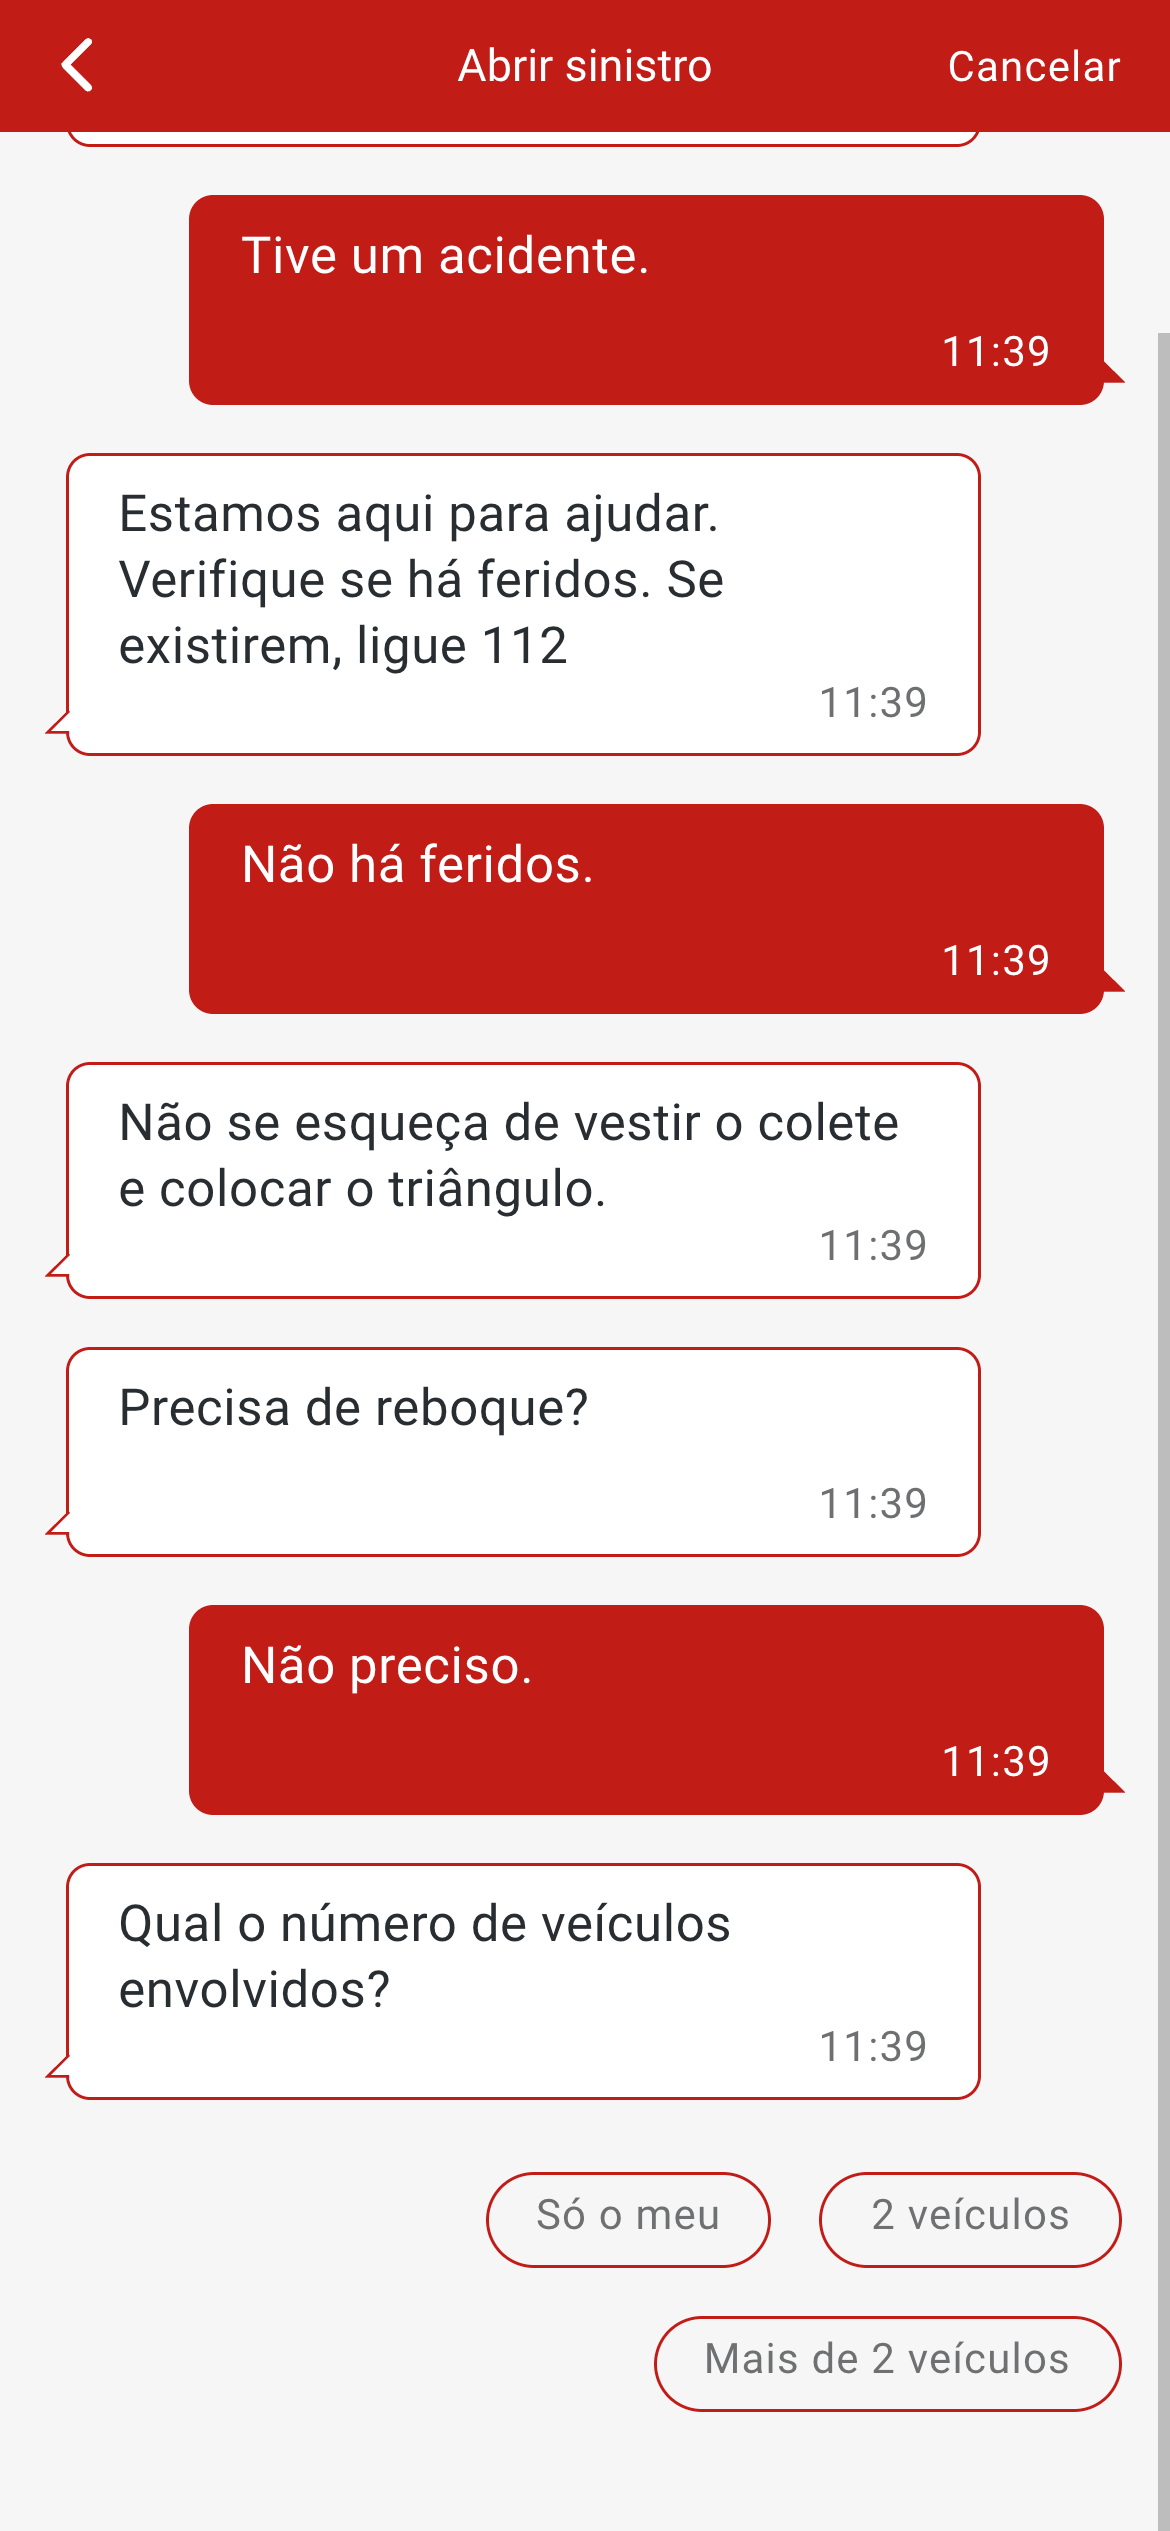 Abrir sinistro
Cancelar
Tive um acidente.
11:39
Estamos aqui para ajudar.
Verifique se há feridos. Se
existirem, ligue 112
11:39
Não há feridos.
11:39
Não se esqueça de vestir o colete
e colocar o triângulo.
11:39
Precisa de reboque?
11:39
Não preciso.
11:39
Qual o número de veículos
envolvidos?
11:39
Só o meu
2 veículos
Mais de 2 veículos